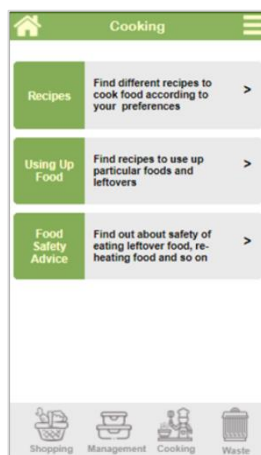 Cooking
Recipes
Find different recipes to
cook food according to
your preferences
>
Using Up
Food
Find recipes to use up
particular foods and
leftovers
>
Food
Safety
Advice
Find out about safety of
eating leftover food, re-
heating food and so on
>
Shopping Management Cooking Waste